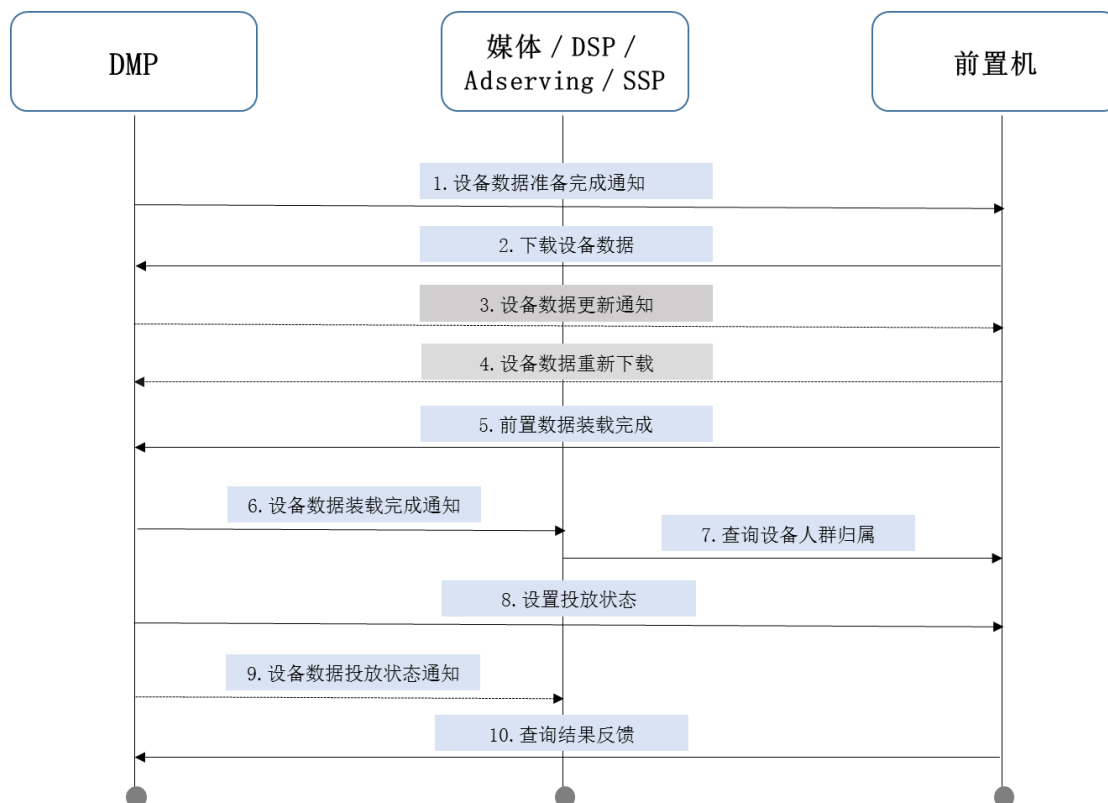 DMP
媒体 / DSP /
Adserving / SSP
前置机
1. 设备数据准备完成通知
2. 下载设备数据
3. 设备数据更新通知
4. 设备数据重新下载
5. 前置数据装载完成
6. 设备数据装载完成通知
7. 查询设备人群归属
8. 设置投放状态
9. 设备数据投放状态通知
10. 查询结果反馈